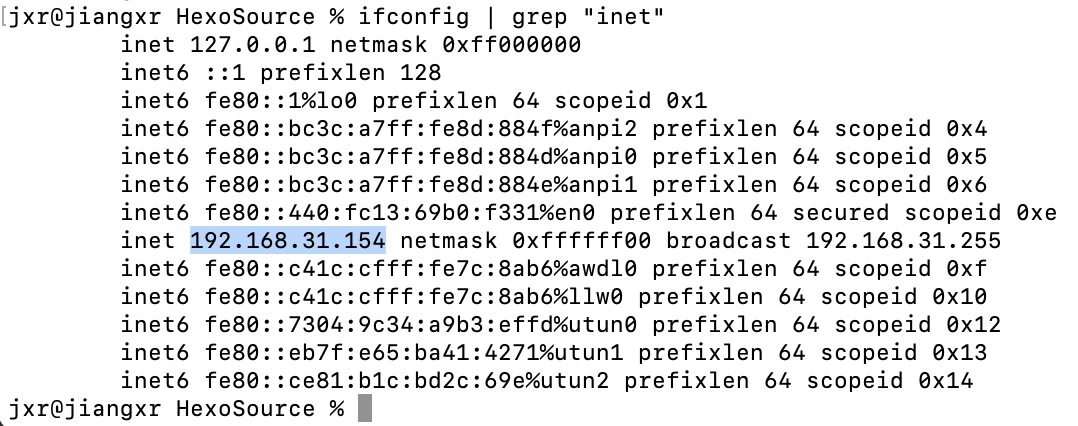 [jxr@jiangxr HexoSource % ifconfig | grep "inet"
inet 127.0.0.1 netmask 0xff000000
inet6 ::1 prefixlen 128
inet6 fe80::1%lo0 prefixlen 64 scopeid 0x1
inet6 fe80::bc3c:a7ff:fe8d:884f%anpi2 prefixlen 64 scopeid 0x4
inet6 fe80::bc3c:a7ff:fe8d:884d%anpi0 prefixlen 64 scopeid 0x5
inet6 fe80::bc3c:a7ff:fe8d:884e%anpi1 prefixlen 64 scopeid 0x6
inet6 fe80::440:fc13:69b0:f331%en0 prefixlen 64 secured scopeid 0xe
inet 192.168.31.154 netmask 0xffffff00 broadcast 192.168.31.255
inet6 fe80::c41c:cfff:fe7c:8ab6%awdl0 prefixlen 64 scopeid 0xf
inet6 fe80::c41c:cfff:fe7c:8ab6%llw0 prefixlen 64 scopeid 0x10
inet6 fe80::7304:9c34:a9b3:effd%utun0 prefixlen 64 scopeid 0x12
inet6 fe80::eb7f:e65:ba41:4271%utun1 prefixlen 64 scopeid 0x13
inet6 fe80::ce81:b1c:bd2c:69e%utun2 prefixlen 64 scopeid 0x14
jxr@jiangxr HexoSource %